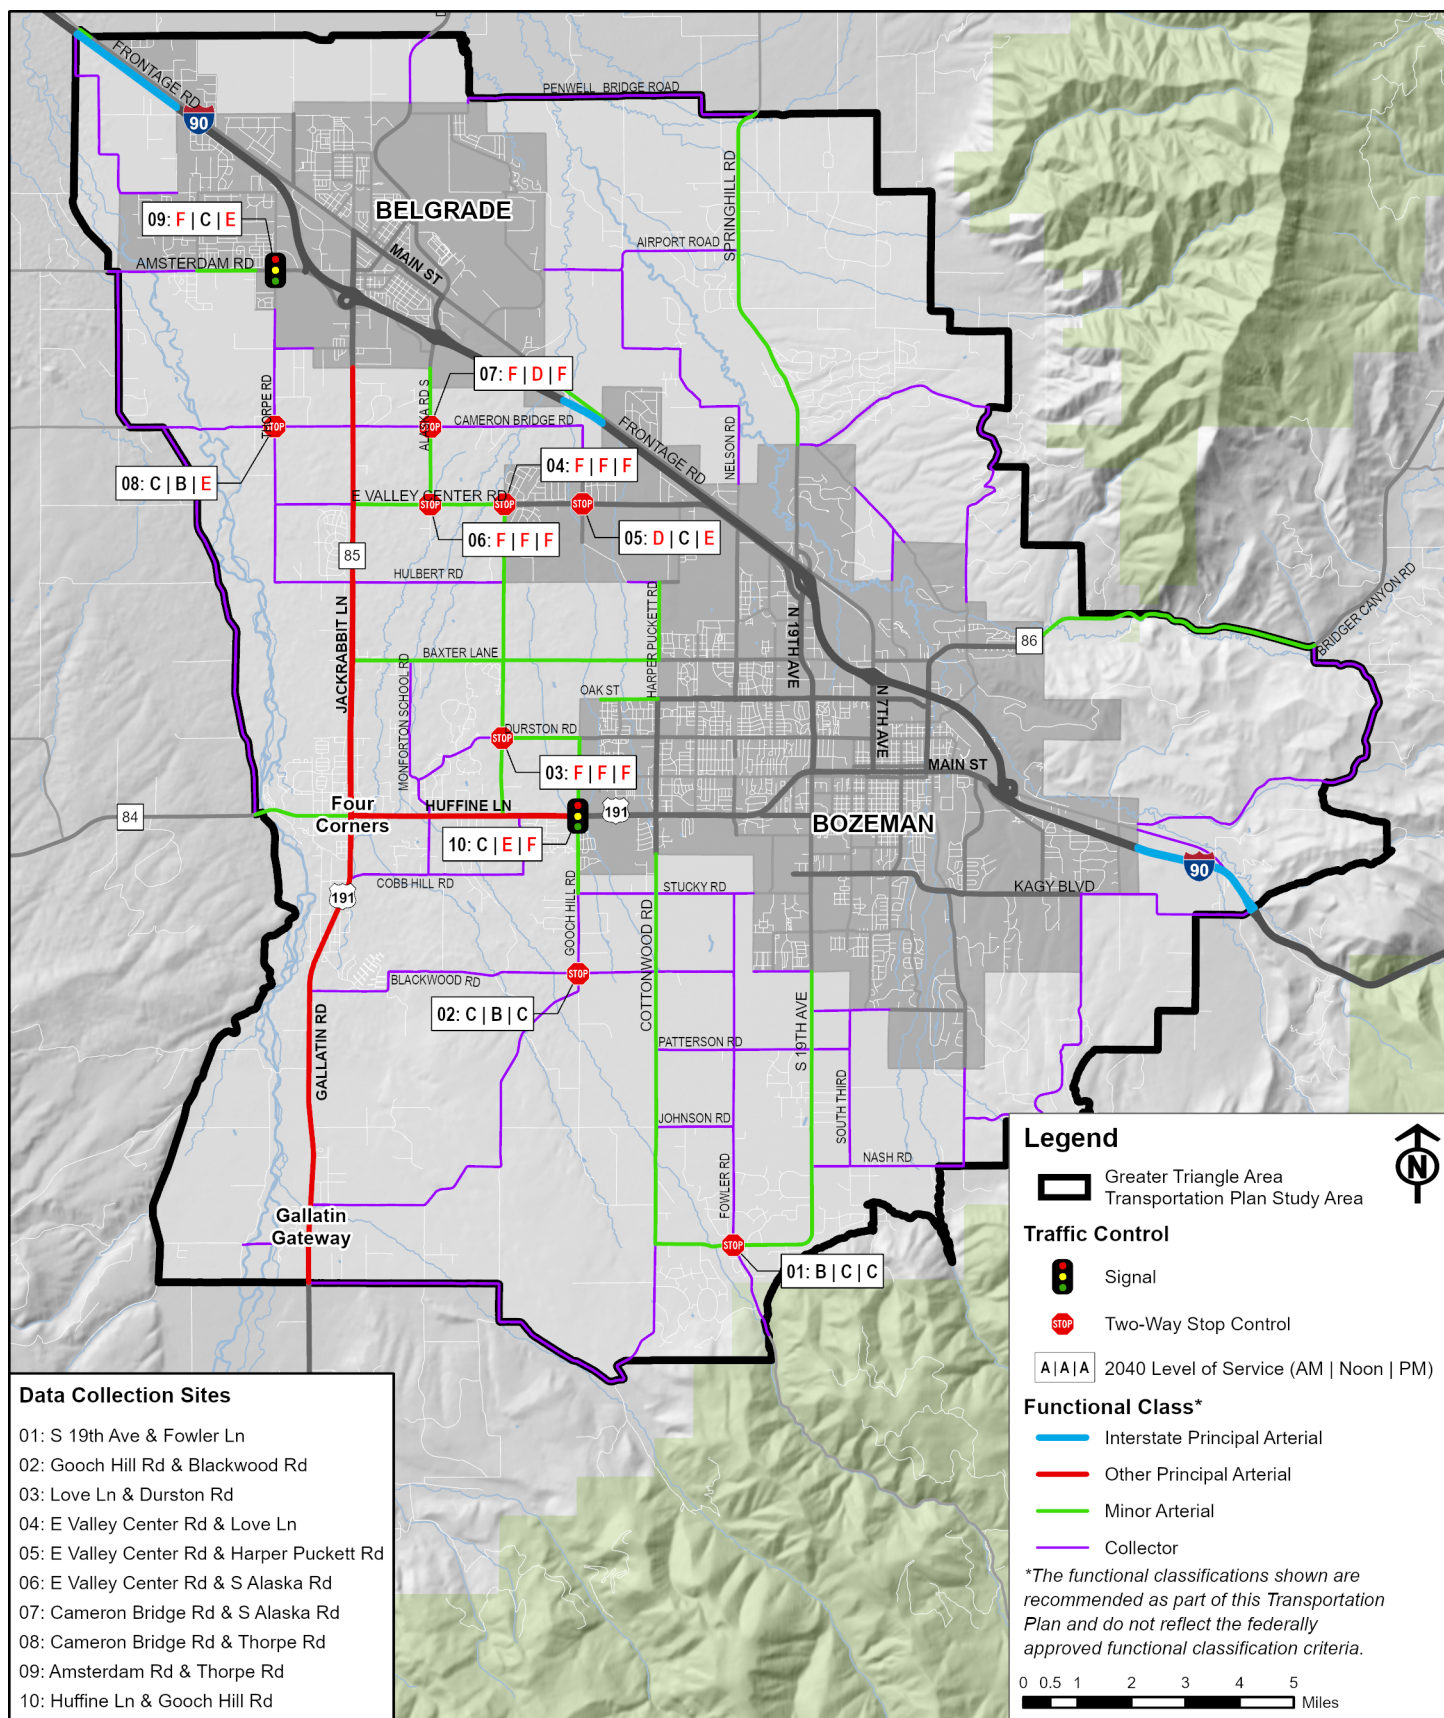 FRONTAGE RD
90
PENWELL BRIDGE ROAD
SPRINGHILL RD
BELGRADE
09: F | C | E
AMSTERDAM RD
MAIN ST
AIRPORT ROAD
07: F | D | F
THORPE RD
STOP
ALASKA RD S
STOP
CAMERON BRIDGE RD
FRONTAGE RD
NELSON RD
08: C | B | E
04: F | F | F
E VALLEY CENTER RD
STOP
STOP
STOP
06: F | F | F
05: D | C | E
85
HULBERT RD
HARPER PUCKETT RD
N 19TH AVE
86
BRIDGER CANYON RD
JACKRABBIT LN
BAXTER LANE
MONFORTON SCHOOL RD
OAK ST
N 7TH AVE
STOP
DURSTON RD
03: F | F | F
MAIN ST
84
Four
Corners
HUFFINE LN
191
BOZEMAN
10: C | E | F
90
191
COBB HILL RD
GOOCH HILL RD
STUCKY RD
KAGY BLVD
COTTONWOOD RD
BLACKWOOD RD
STOP
02: C | B | C
GALLATIN RD
S 19TH AVE
PATTERSON RD
JOHNSON RD
SOUTH THIRD
NASH RD
FOWLER RD
Gallatin
Gateway
STOP
01: B | C | C
Legend
N
Greater Triangle Area
Transportation Plan Study Area
Traffic Control
Signal
STOP
Two-Way Stop Control
A|A|A
2040 Level of Service (AM | Noon | PM)
Functional Class*
Interstate Principal Arterial
Other Principal Arterial
Minor Arterial
Collector
*The functional classifications shown are
recommended as part of this Transportation
Plan and do not reflect the federally
approved functional classification criteria.
0 0.5 1 2 3 4 5
Miles
Data Collection Sites
01: S 19th Ave & Fowler Ln
02: Gooch Hill Rd & Blackwood Rd
03: Love Ln & Durston Rd
04: E Valley Center Rd & Love Ln
05: E Valley Center Rd & Harper Puckett Rd
06: E Valley Center Rd & S Alaska Rd
07: Cameron Bridge Rd & S Alaska Rd
08: Cameron Bridge Rd & Thorpe Rd
09: Amsterdam Rd & Thorpe Rd
10: Huffine Ln & Gooch Hill Rd